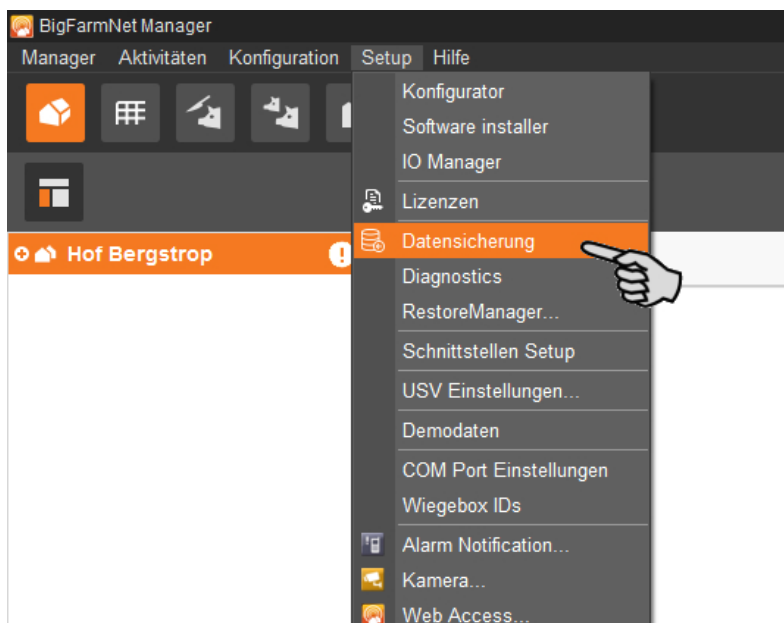 BigFarmNet Manager
Manager Aktivitäten Konfiguration Setup Hilfe
Konfigurator
Software installer
IO Manager
Lizenzen
Hof Bergstrop
Datensicherung
Diagnostics
RestoreManager...
Schnittstellen Setup
USV Einstellungen...
Demodaten
COM Port Einstellungen
Wiegebox IDs
Alarm Notification...
Kamera...
Web Access...